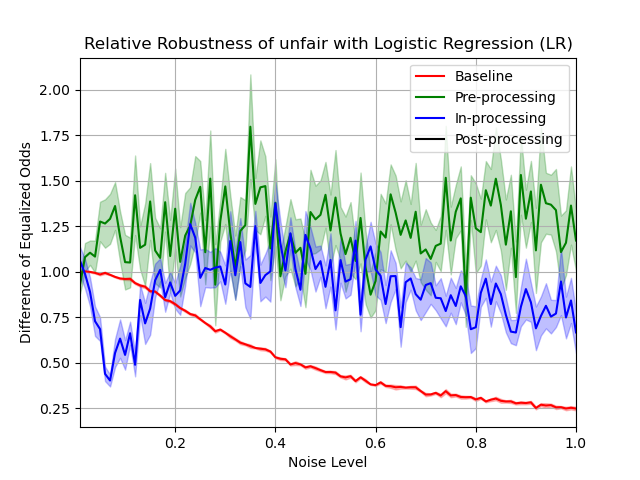 Relative Robustness of unfair with Logistic Regression (LR)
Difference of Equalized Odds
2.00
1.75
1.50
1.25
1.00
0.75
0.50
0.25
Baseline
Pre-processing
In-processing
Post-processing
0.2
0.4
0.6
0.8
1.0
Noise Level